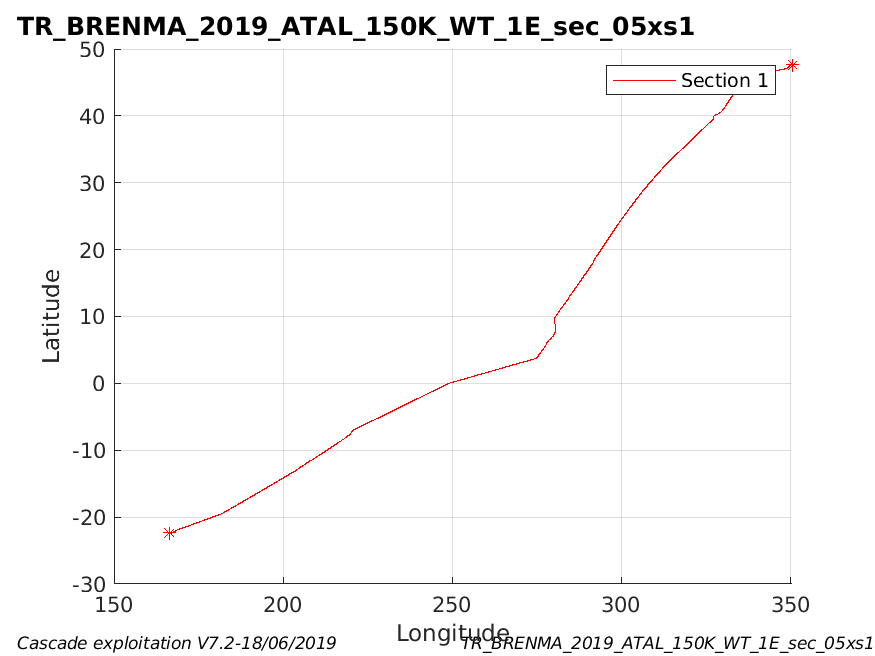 TR_BRENMA_2019_ATAL_150K_WT_1E_sec_05xs1
50
40
30
20
10
0
-10
-20
-30
Latitude
Section 1
150 200 250 300 350
Longitude
Cascade exploitation V7.2-18/06/2019
TR_BRENMA_2019_ATAL_150K_WT_1E_sec_05xs1